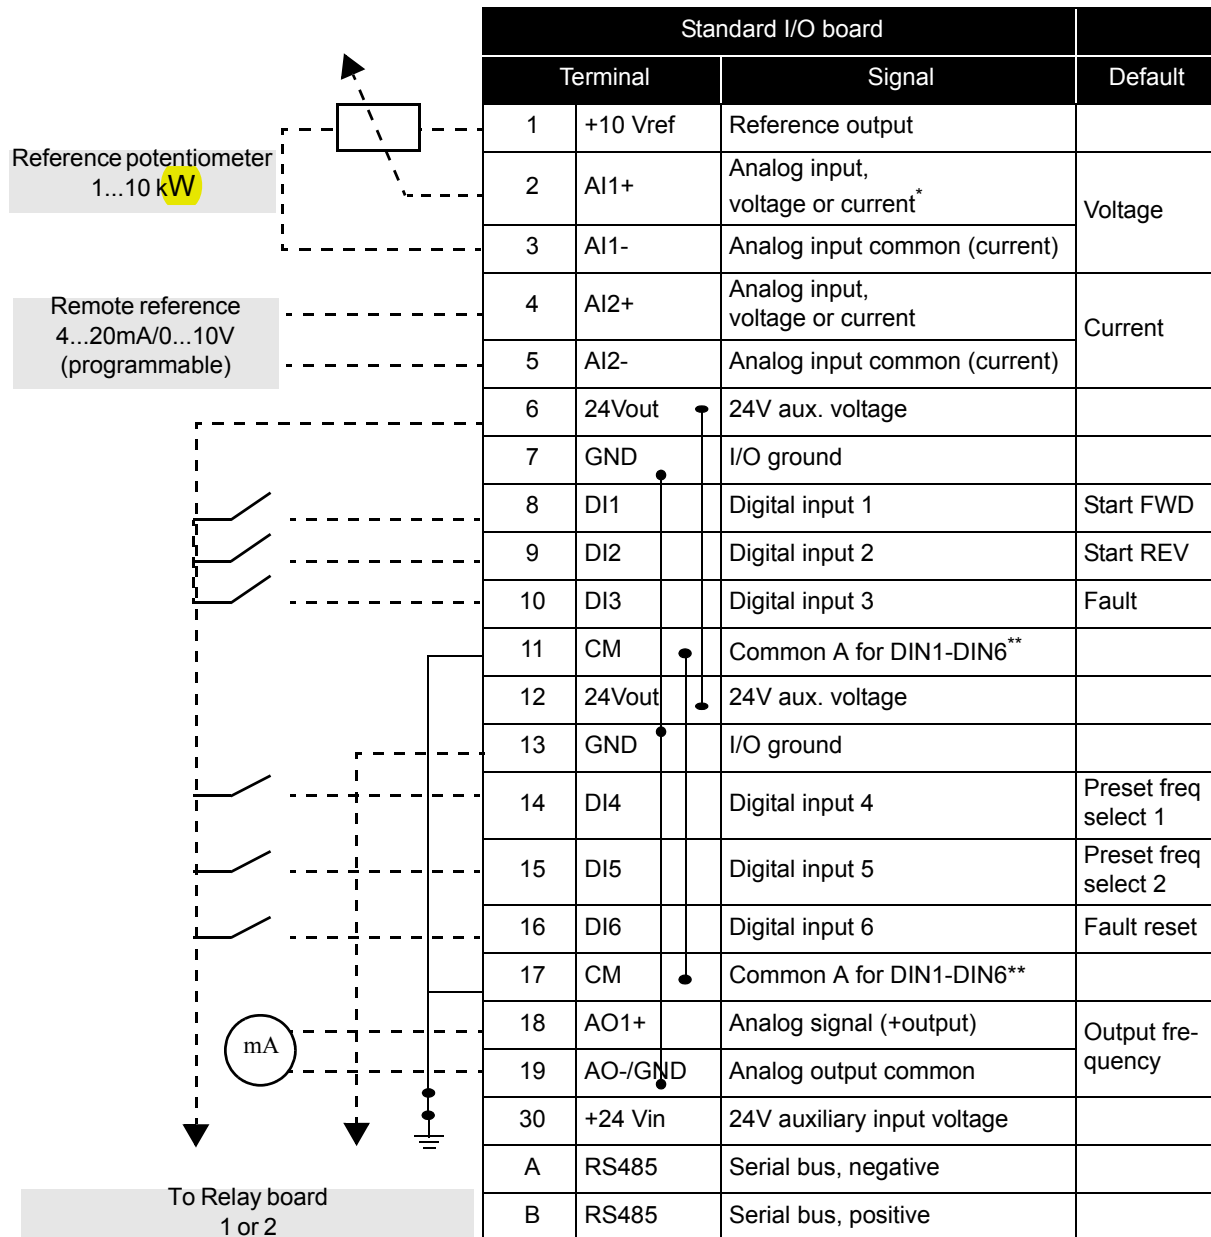 Standard I/O board
Terminal Signal Default
1 +10 Vref Reference output
Reference potentiometer
1...10 kW
2 AI1+ Analog input,
voltage or current*
Voltage
3 AI1- Analog input common (current)
Remote reference
4...20mA/0...10V
(programmable)
4 AI2+ Analog input,
voltage or current
Current
5 AI2- Analog input common (current)
6 24Vout 24V aux. voltage
7 GND I/O ground
8 DI1 Digital input 1 Start FWD
9 DI2 Digital input 2 Start REV
10 DI3 Digital input 3 Fault
11 CM Common A for DIN1-DIN6**
12 24Vout 24V aux. voltage
13 GND I/O ground
14 DI4 Digital input 4 Preset freq
select 1
15 DI5 Digital input 5 Preset freq
select 2
16 DI6 Digital input 6 Fault reset
17 CM Common A for DIN1-DIN6**
mA
18 AO1+ Analog signal (+output)
Output fre-
quency
19 AO-/GND Analog output common
30 +24 Vin 24V auxiliary input voltage
A RS485 Serial bus, negative
To Relay board
1 or 2
B RS485 Serial bus, positive